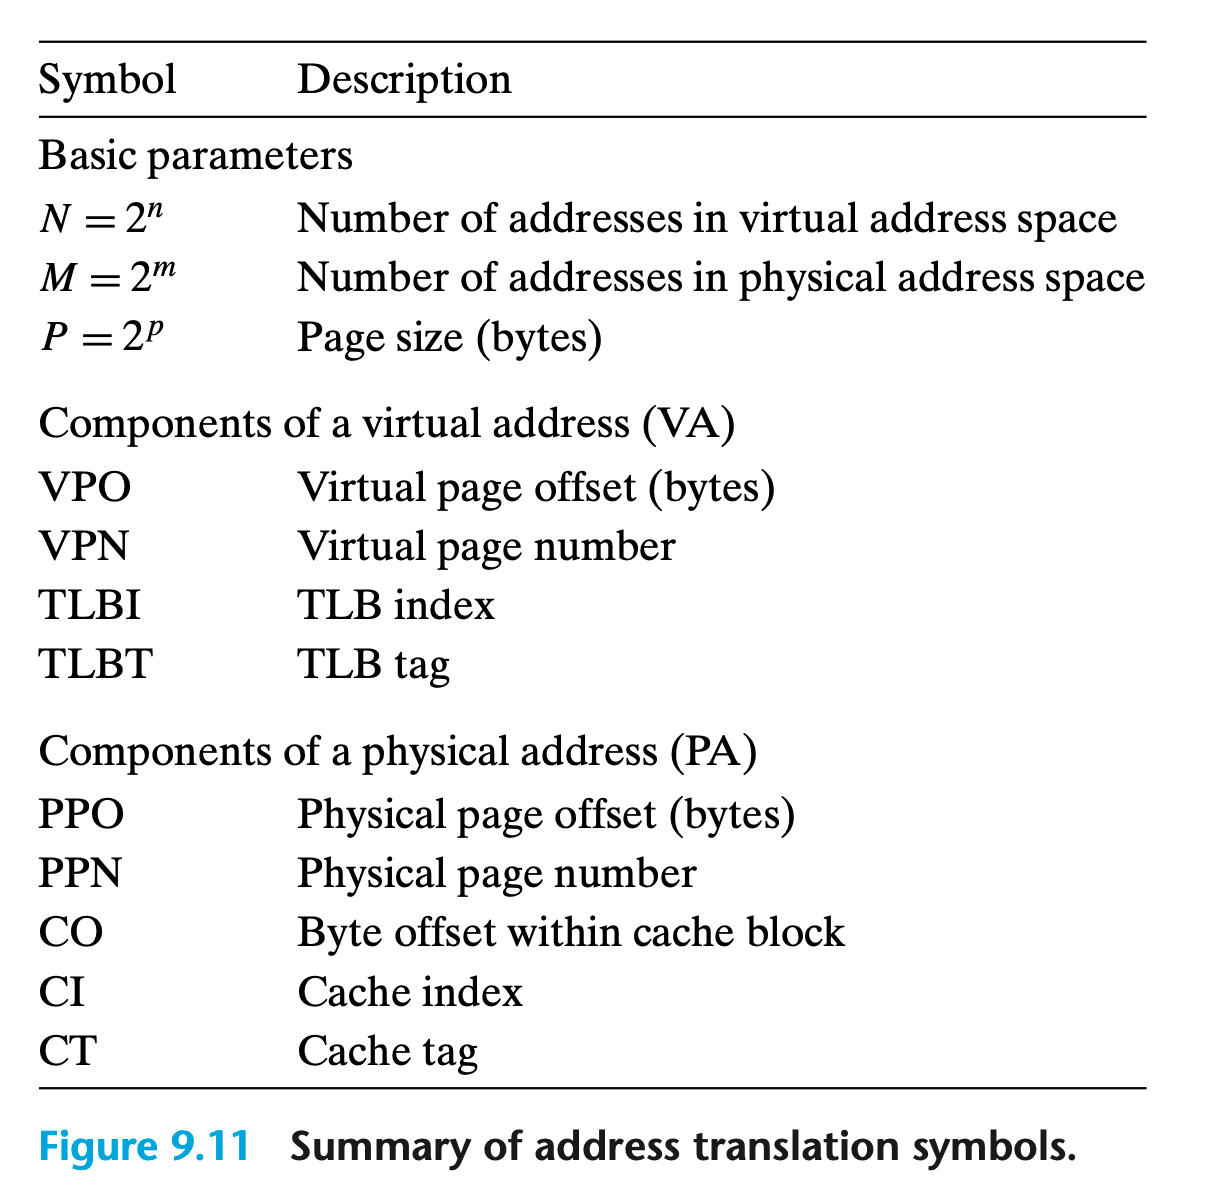 Symbol Description
Basic parameters
N = 2ⁿ Number of addresses in virtual address space
M = 2ᵐ Number of addresses in physical address space
P = 2ᵖ Page size (bytes)
Components of a virtual address (VA)
VPO Virtual page offset (bytes)
VPN Virtual page number
TLBI TLB index
TLBT TLB tag
Components of a physical address (PA)
PPO Physical page offset (bytes)
PPN Physical page number
CO Byte offset within cache block
CI Cache index
CT Cache tag
Figure 9.11 Summary of address translation symbols.